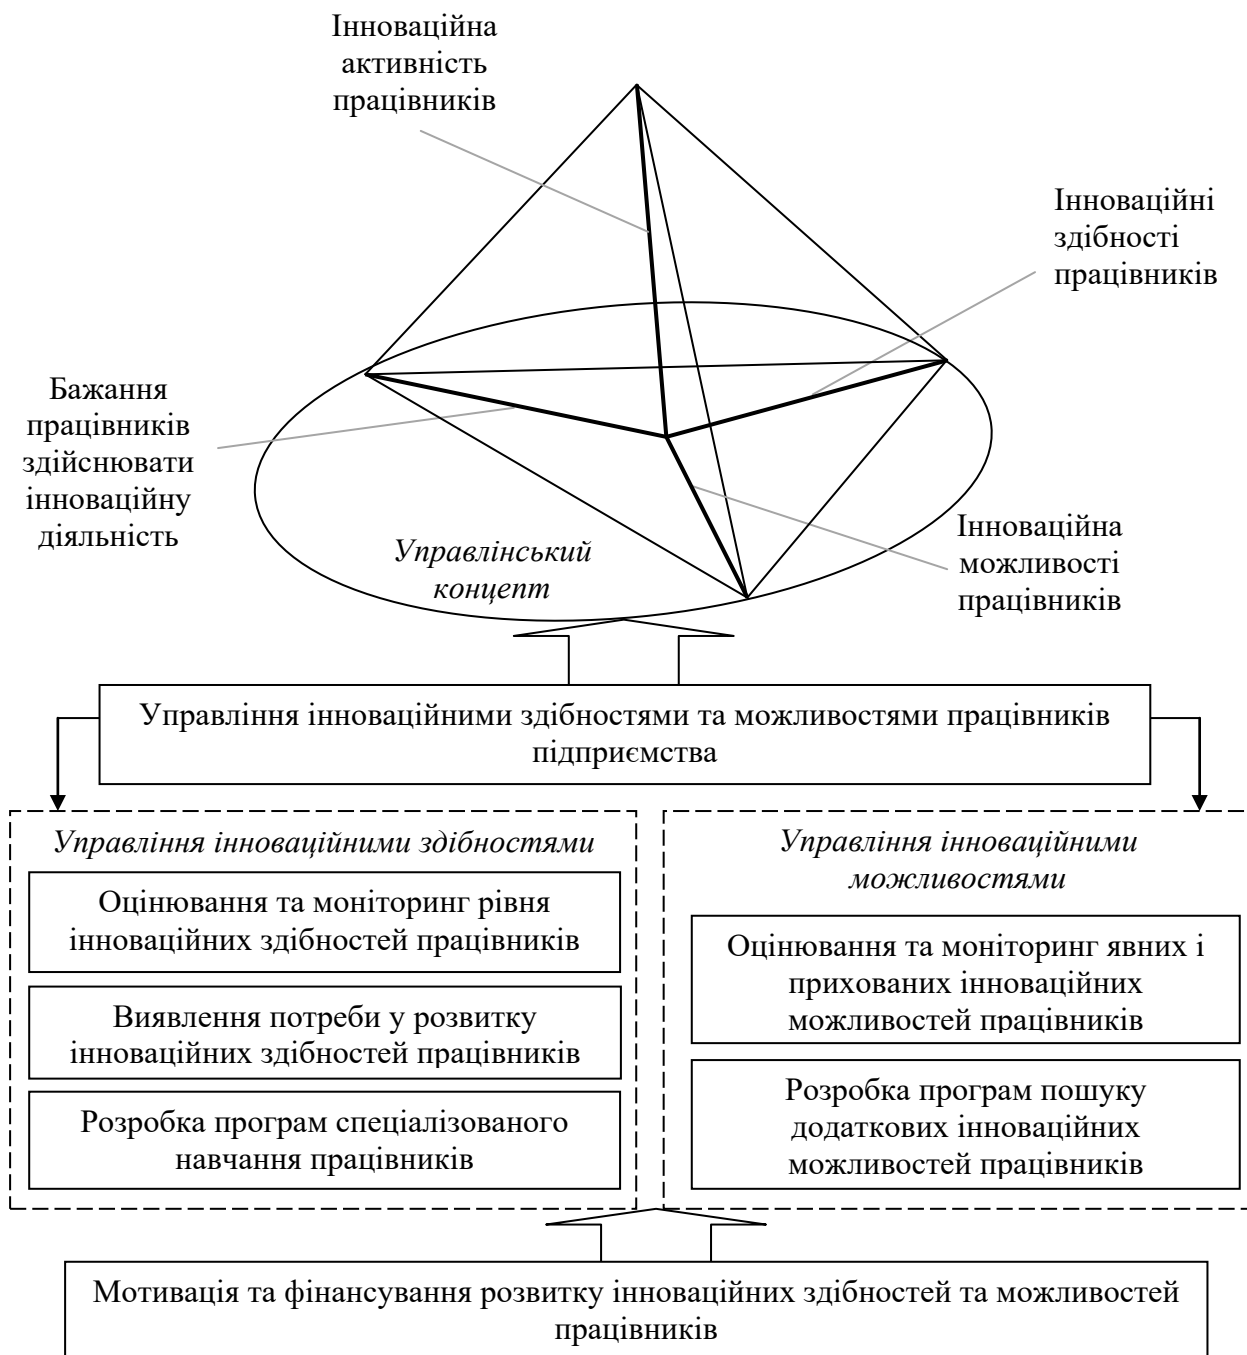 Інноваційна
активність
працівників
Інноваційні
здібності
працівників
Бажання
працівників
здійснювати
інноваційну
діяльність
Управлінський
концепт
Інноваційна
можливості
працівників
Управління інноваційними здібностями та можливостями працівників
підприємства
Управління інноваційними здібностями
Оцінювання та моніторинг рівня
інноваційних здібностей працівників
Виявлення потреби у розвитку
інноваційних здібностей працівників
Розробка програм спеціалізованого
навчання працівників
Управління інноваційними
можливостями
Оцінювання та моніторинг явних і
прихованих інноваційних
можливостей працівників
Розробка програм пошуку
додаткових інноваційних
можливостей працівників
Мотивація та фінансування розвитку інноваційних здібностей та можливостей
працівників